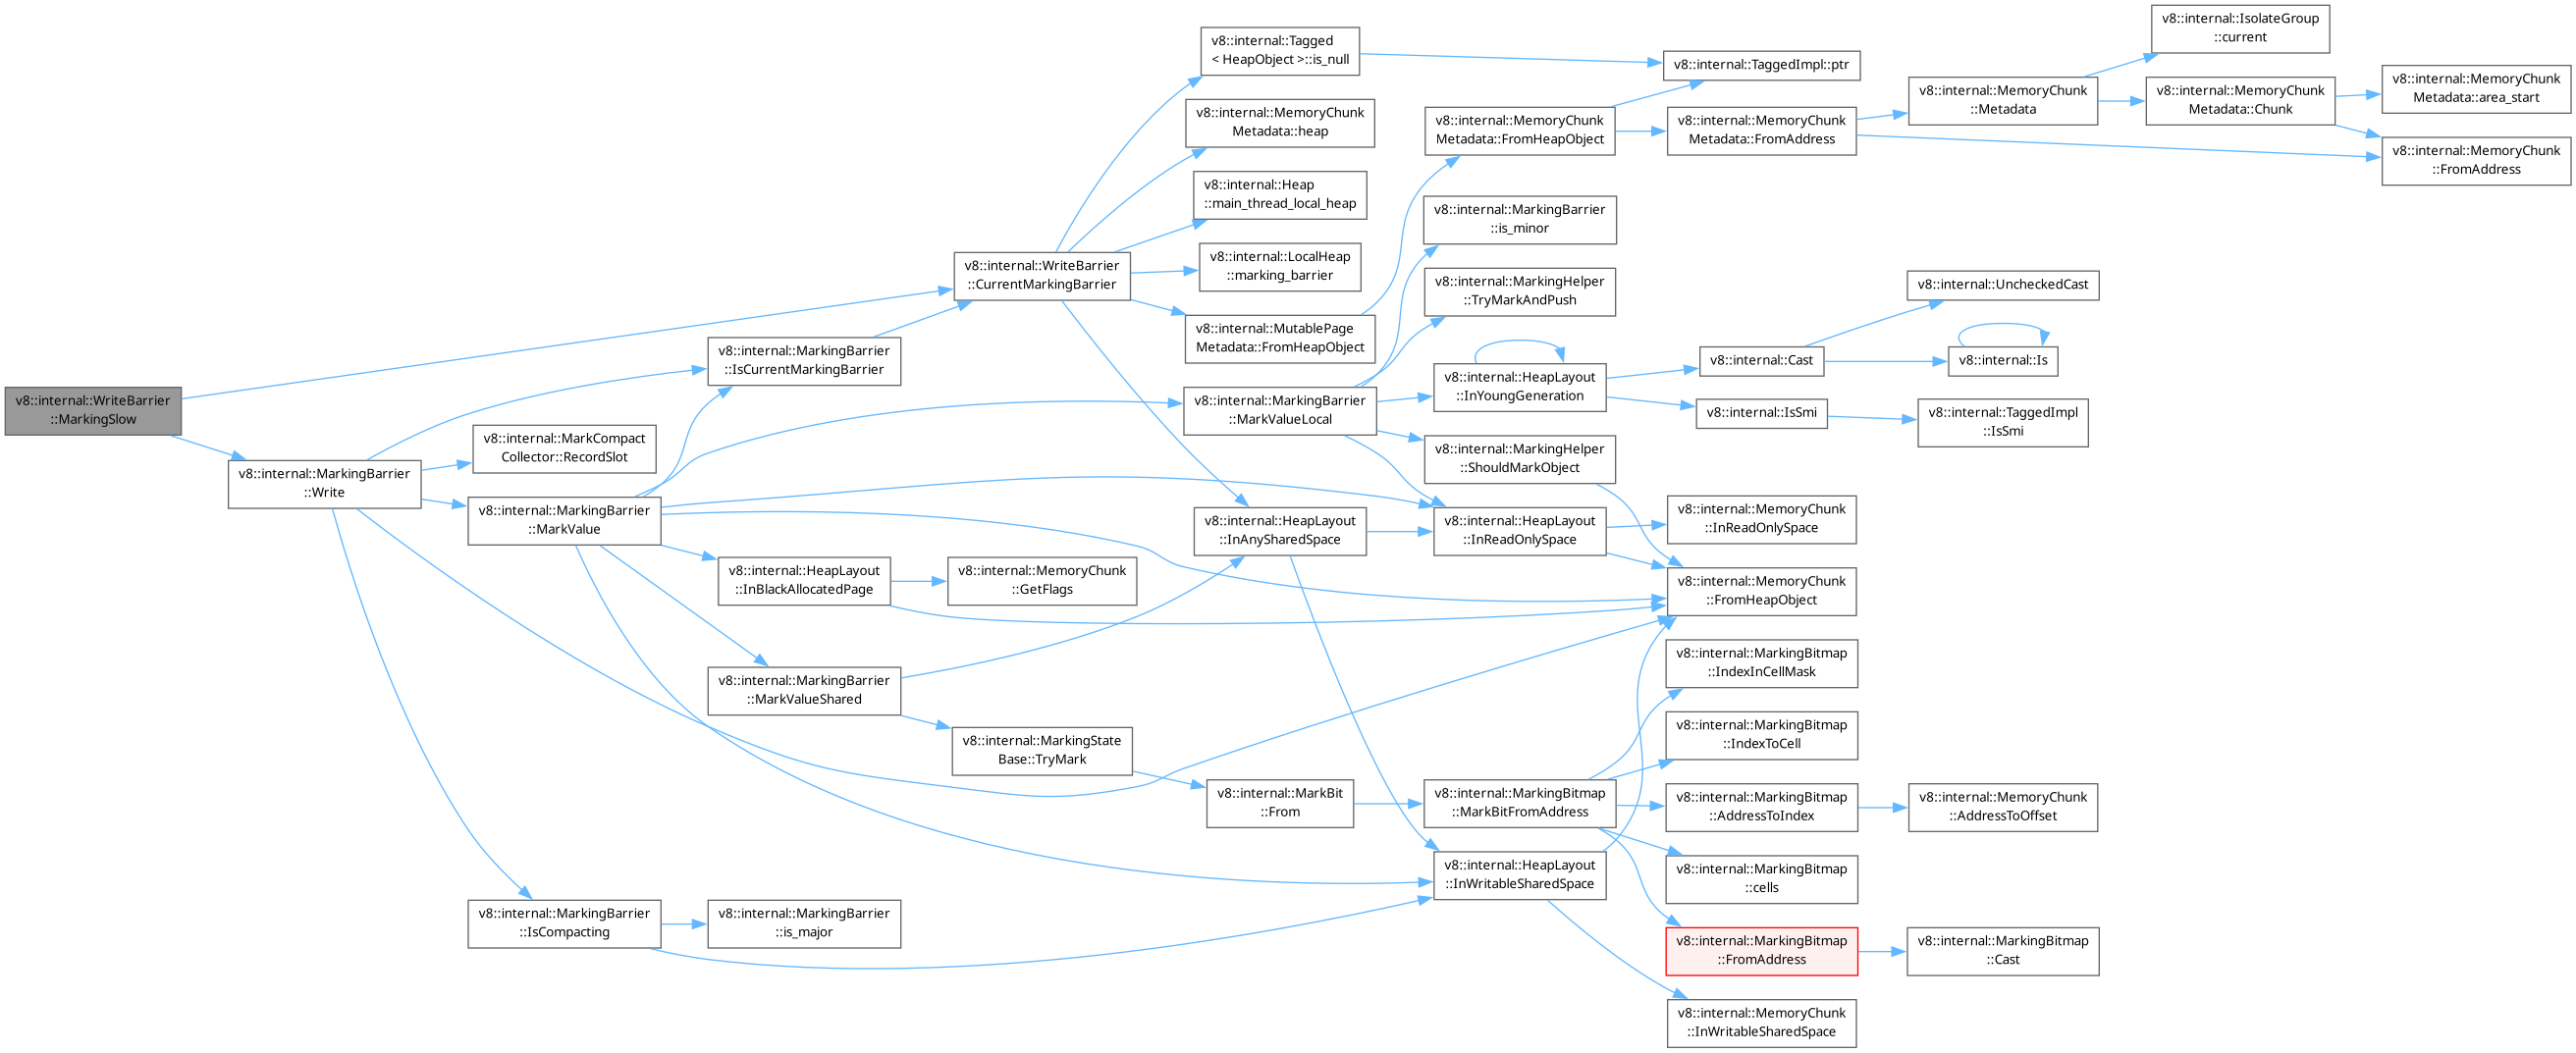 v8::internal::WriteBarrier
::MarkingSlow
v8::internal::MarkingBarrier
::Write
v8::internal::MarkCompact
Collector::RecordSlot
v8::internal::MarkingBarrier
::MarkValue
v8::internal::MarkingBarrier
::IsCompacting
v8::internal::MarkingBarrier
::IsCurrentMarkingBarrier
v8::internal::HeapLayout
::InBlackAllocatedPage
v8::internal::MarkingBarrier
::MarkValueShared
v8::internal::MarkingBarrier
::is_major
v8::internal::WriteBarrier
::CurrentMarkingBarrier
v8::internal::MemoryChunk
::GetFlags
v8::internal::MarkingState
Base::TryMark
v8::internal::Tagged
< HeapObject >::is_null
v8::internal::MemoryChunk
Metadata::heap
v8::internal::Heap
::main_thread_local_heap
v8::internal::LocalHeap
::marking_barrier
v8::internal::MutablePage
Metadata::FromHeapObject
v8::internal::MarkingBarrier
::MarkValueLocal
v8::internal::HeapLayout
::InAnySharedSpace
v8::internal::MarkBit
::From
v8::internal::MemoryChunk
Metadata::FromHeapObject
v8::internal::MarkingBarrier
::is_minor
v8::internal::MarkingHelper
::TryMarkAndPush
v8::internal::HeapLayout
::InYoungGeneration
v8::internal::MarkingHelper
::ShouldMarkObject
v8::internal::HeapLayout
::InReadOnlySpace
v8::internal::MarkingBitmap
::MarkBitFromAddress
v8::internal::HeapLayout
::InWritableSharedSpace
v8::internal::TaggedImpl::ptr
v8::internal::MemoryChunk
Metadata::FromAddress
v8::internal::Cast
v8::internal::IsSmi
v8::internal::MemoryChunk
::InReadOnlySpace
v8::internal::MemoryChunk
::FromHeapObject
v8::internal::MarkingBitmap
::IndexInCellMask
v8::internal::MarkingBitmap
::IndexToCell
v8::internal::MarkingBitmap
::AddressToIndex
v8::internal::MarkingBitmap
::cells
v8::internal::MarkingBitmap
::FromAddress
v8::internal::MemoryChunk
::InWritableSharedSpace
v8::internal::MemoryChunk
::Metadata
v8::internal::UncheckedCast
v8::internal::Is
v8::internal::TaggedImpl
::IsSmi
v8::internal::MemoryChunk
::AddressToOffset
v8::internal::MarkingBitmap
::Cast
v8::internal::IsolateGroup
::current
v8::internal::MemoryChunk
Metadata::Chunk
v8::internal::MemoryChunk
Metadata::area_start
v8::internal::MemoryChunk
::FromAddress